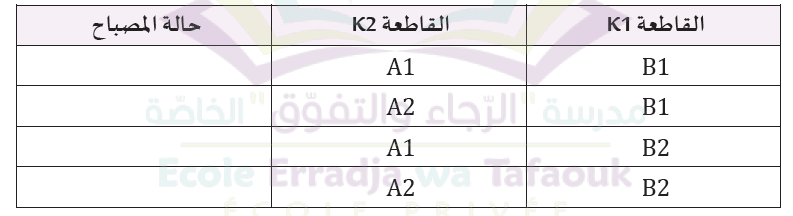 القاطعة K1 القاطعة K2 حالة المصباح
B1 A1
B1 A2
مدرسة "الرّجاء والتفوّق" الخاصّة
B2 A1
Ecole Erradja wa Tafaouk
B2 A2
ÉCOLE PRIVÉE